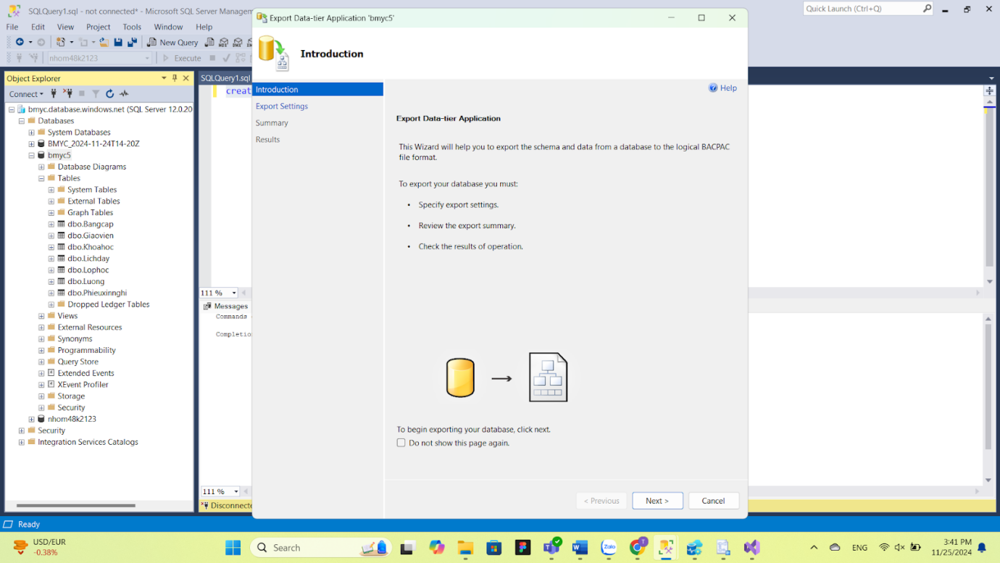 SQLQuery1.sql - not connected* - Microsoft SQL Server Managem
Quick Launch (Ctrl+Q)
File Edit View Project Tools Window Help
New Query
nhom48k2123
Execute
Object Explorer
Connect
bmyc.database.windows.net (SQL Server 12.0.20
Databases
System Databases
BMYC_2024-11-24T14-20Z
bmyc5
Database Diagrams
Tables
System Tables
External Tables
Graph Tables
dbo.Bangcap
dbo.Giaovien
dbo.Khoahoc
dbo.Lichday
dbo.Lophoc
dbo.Luong
dbo.Phieuxinnghi
Dropped Ledger Tables
Views
External Resources
Synonyms
Programmability
Query Store
Extended Events
XEvent Profiler
Storage
Security
nhom48k2123
Security
Integration Services Catalogs
SQLQuery1.sql
creat
111 %
Messages
Commands
Completio
111 %
Disconnecte
Export Data-tier Application 'bmyc5'
Introduction
Introduction
Export Settings
Summary
Results
Help
Export Data-tier Application
This Wizard will help you to export the schema and data from a database to the logical BACPAC
file format.
To export your database you must:
• Specify export settings.
• Review the export summary.
• Check the results of operation.
To begin exporting your database, click next.
Do not show this page again.
< Previous
Next >
Cancel
Ready
USD/EUR
-0.38%
Search
Zalo
T
ENG
3:41 PM
11/25/2024